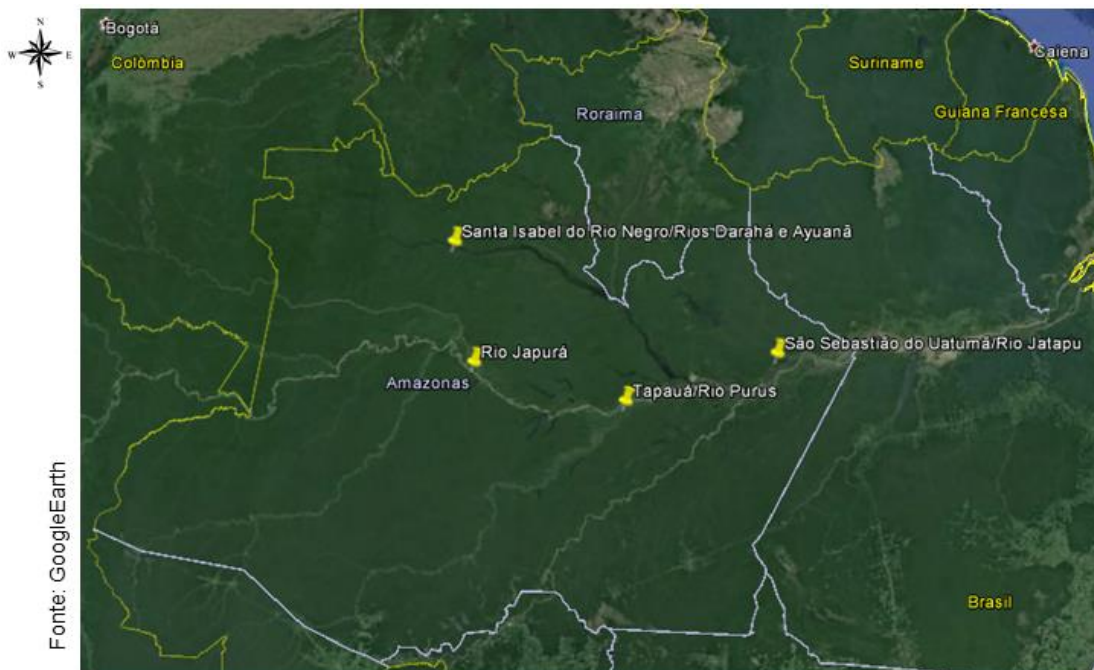 N
W E
S
Bogotá
Colômbia
Roraima
Suriname
Caiena
Guiana Francesa
Santa Isabel do Rio Negro/Rios Darahá e Ayuanã
Rio Japurá
Amazonas
São Sebastião do Uatumã/Rio Jatapu
Tapauá/Rio Purus
Brasil
Fonte: GoogleEarth